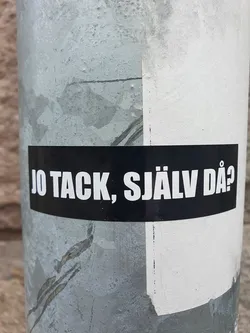 JO TACK, SJÄLV DÅ?